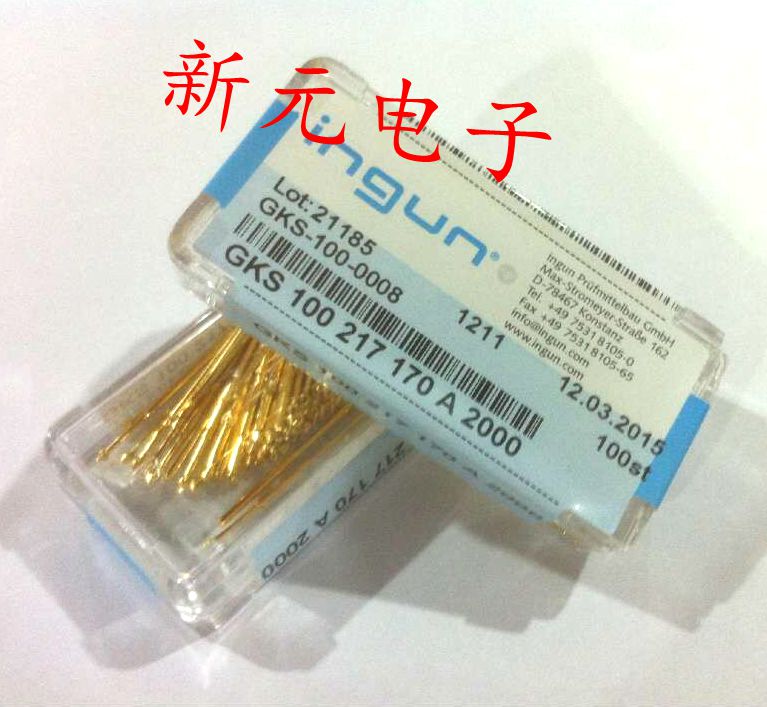 新元电子
ingun
Lot: 21185
GKS-100-0008
1211
12.03.2015
GKS 100 217 170 A 2000
100st
Ingun Prüfmittelbau GmbH
Max-Stromeyer-Straße 162
D-78467 Konstanz
Tel. +49 7531 8105-0
Fax +49 7531 8105-65
info@ingun.com
www.ingun.com
217 170 A 2000